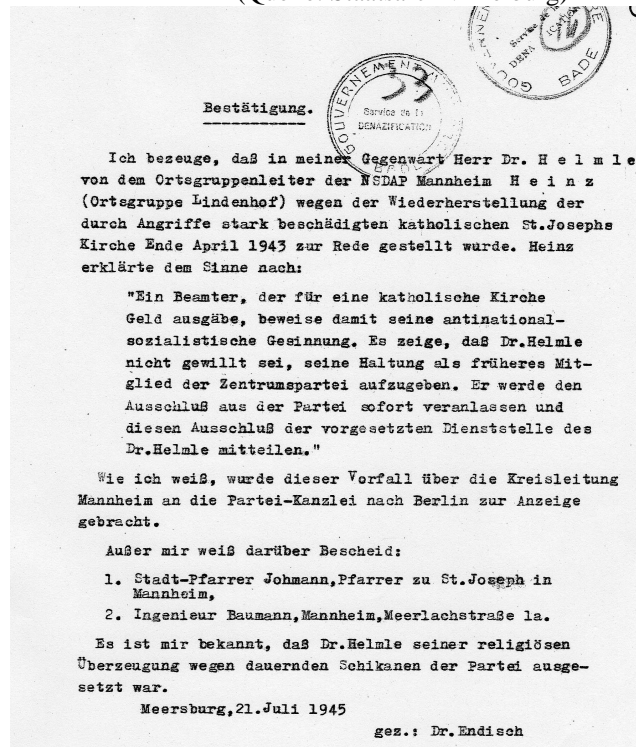 Bestätigung.
GOUVERNEMENT
BADE
Service de la
DENAZIFICATION
GOUVERNE
Service de la
DENA
BADE
Ich bezeuge, daß in meiner Gegenwart Herr Dr. H e l m l e
von dem Ortsgruppenleiter der NSDAP Mannheim H e i n z
(Ortsgruppe Lindenhof) wegen der Wiederherstellung der
durch Angriffe stark beschädigten katholischen St.Josephs
Kirche Ende April 1943 zur Rede gestellt wurde. Heinz
erklärte dem Sinne nach:
"Ein Beamter, der für eine katholische Kirche
Geld ausgäbe, beweise damit seine antinational-
sozialistische Gesinnung. Es zeige, daß Dr.Helmle
nicht gewillt sei, seine Haltung als früheres Mit-
glied der Zentrumspartei aufzugeben. Er werde den
Ausschluß aus der Partei sofort veranlassen und
diesen Ausschluß der vorgesetzten Dienststelle des
Dr.Helmle mitteilen."
Wie ich weiß, wurde dieser Vorfall über die Kreisleitung
Mannheim an die Partei-Kanzlei nach Berlin zur Anzeige
gebracht.
Außer mir weiß darüber Bescheid:
1. Stadt-Pfarrer Johmann,Pfarrer zu St.Joseph in
Mannheim,
2. Ingenieur Baumann,Mannheim,Meerlachstraße 1a.
Es ist mir bekannt, daß Dr.Helmle seiner religiösen
Überzeugung wegen dauernden Schikanen der Partei ausge-
setzt war.
Meersburg,21.Juli 1945
gez.: Dr.Endisch